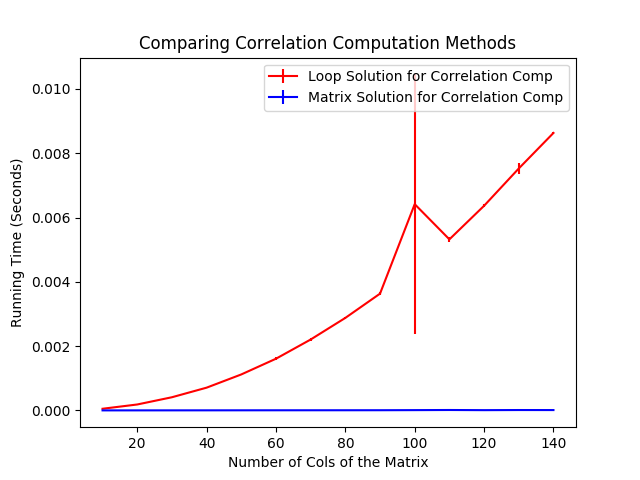 Comparing Correlation Computation Methods
Loop Solution for Correlation Comp
Matrix Solution for Correlation Comp
Running Time (Seconds)
0.010
0.008
0.006
0.004
0.002
0.000
20
40
60
80
100
120
140
Number of Cols of the Matrix